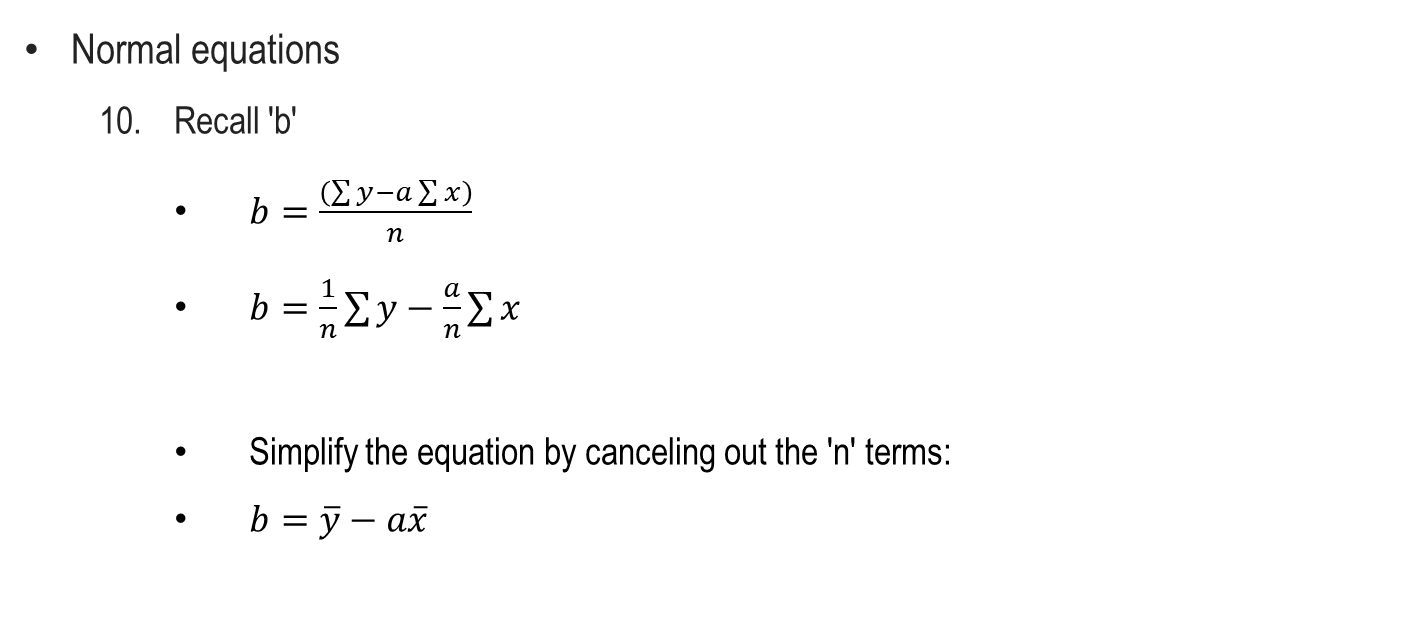 • Normal equations
10. Recall 'b'
• b = (∑ y−a ∑ x) / n
• b = 1/n ∑ y − a/n ∑ x
• Simplify the equation by canceling out the 'n' terms:
• b = ȳ − ax̄